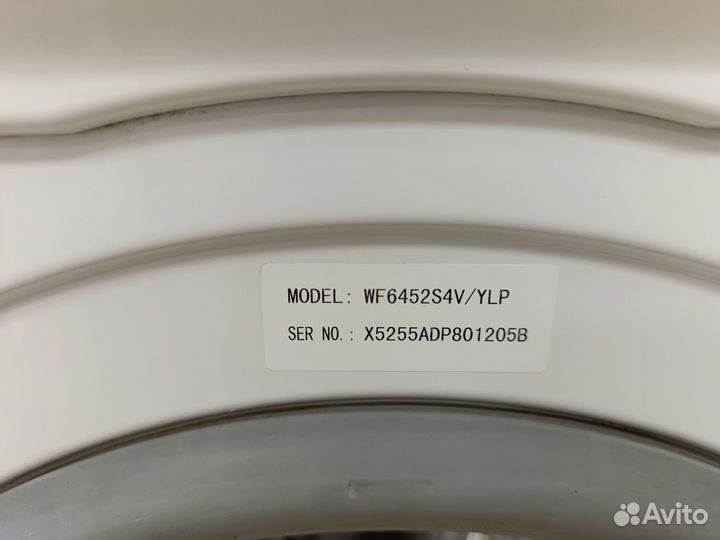 MODEL: WF6452S4V/YLP
SER NO.: X5255ADP801205B
Avito